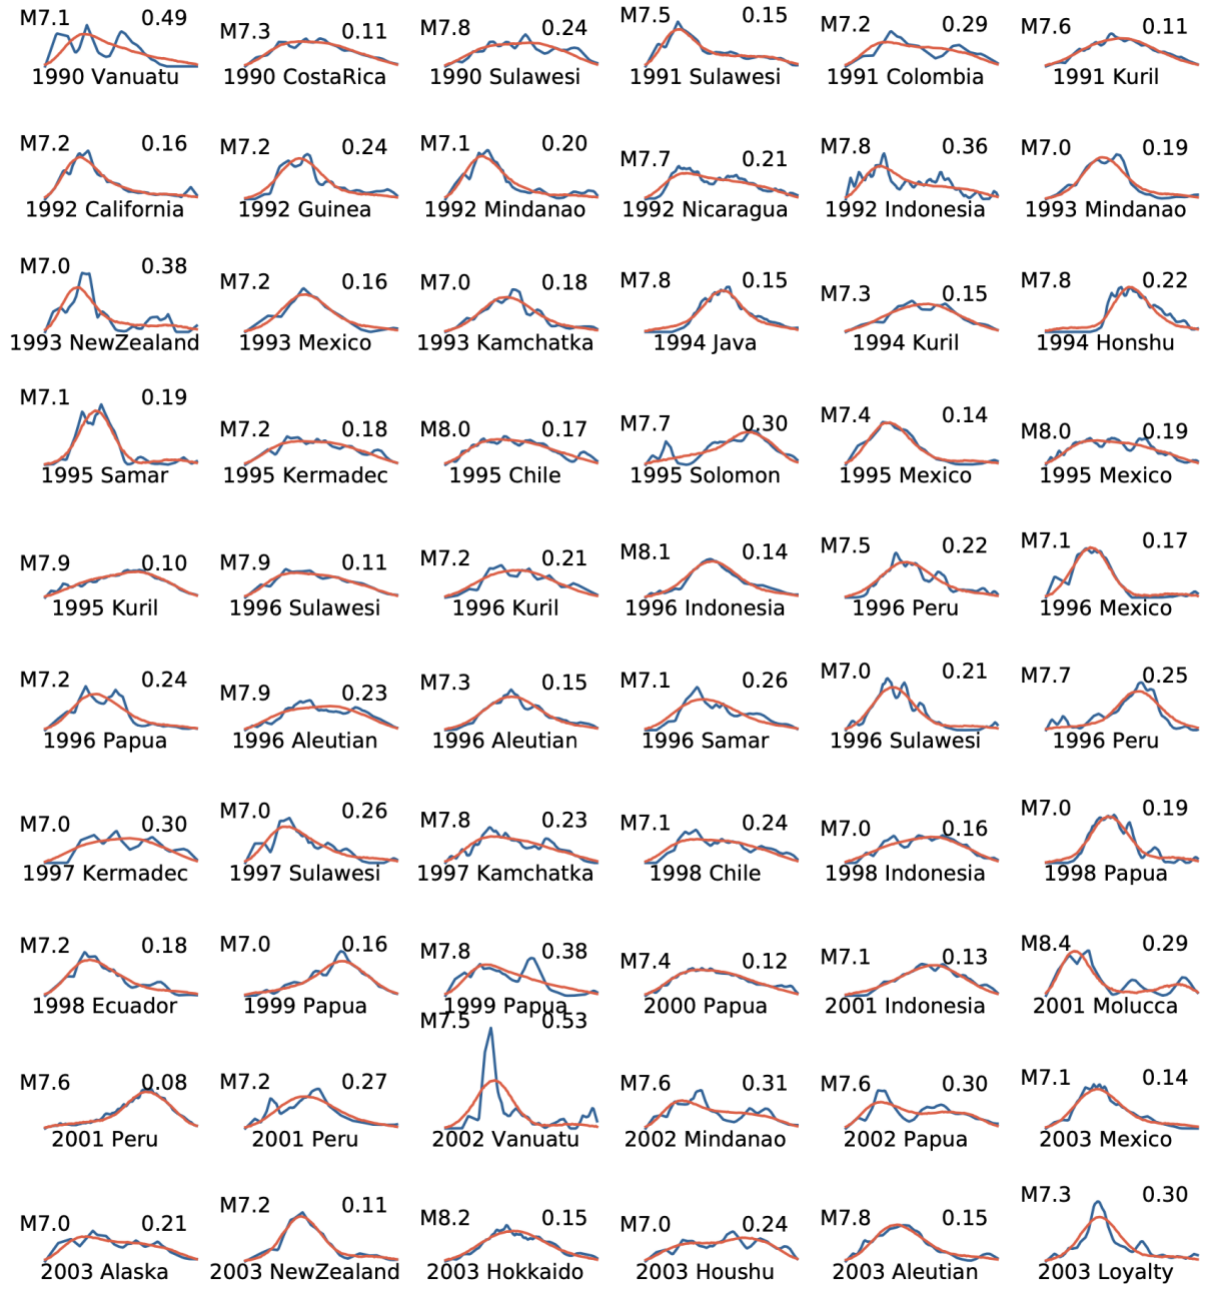 M7.1 0.49 M7.3 0.11 M7.8 0.24 M7.5 0.15 M7.2 0.29 M7.6 0.11
1990 Vanuatu 1990 CostaRica 1990 Sulawesi 1991 Sulawesi 1991 Colombia 1991 Kuril
M7.2 0.16 M7.2 0.24 M7.1 0.20 M7.7 0.21 M7.8 0.36 M7.0 0.19
1992 California 1992 Guinea 1992 Mindanao 1992 Nicaragua 1992 Indonesia 1993 Mindanao
M7.0 0.38 M7.2 0.16 M7.0 0.18 M7.8 0.15 M7.3 0.15 M7.8 0.22
1993 NewZealand 1993 Mexico 1993 Kamchatka 1994 Java 1994 Kuril 1994 Honshu
M7.1 0.19 M7.2 0.18 M8.0 0.17 M7.7 0.30 M7.4 0.14 M8.0 0.19
1995 Samar 1995 Kermadec 1995 Chile 1995 Solomon 1995 Mexico 1995 Mexico
M7.9 0.10 M7.9 0.11 M7.2 0.21 M8.1 0.14 M7.5 0.22 M7.1 0.17
1995 Kuril 1996 Sulawesi 1996 Kuril 1996 Indonesia 1996 Peru 1996 Mexico
M7.2 0.24 M7.9 0.23 M7.3 0.15 M7.1 0.26 M7.0 0.21 M7.7 0.25
1996 Papua 1996 Aleutian 1996 Aleutian 1996 Samar 1996 Sulawesi 1996 Peru
M7.0 0.30 M7.0 0.26 M7.8 0.23 M7.1 0.24 M7.0 0.16 M7.0 0.19
1997 Kermadec 1997 Sulawesi 1997 Kamchatka 1998 Chile 1998 Indonesia 1998 Papua
M7.2 0.18 M7.0 0.16 M7.8 0.38 M7.4 0.12 M7.1 0.13 M8.4 0.29
1998 Ecuador 1999 Papua 1999 Papua 2000 Papua 2001 Indonesia 2001 Molucca
M7.6 0.08 M7.2 0.27 M7.5 0.53 M7.6 0.31 M7.6 0.30 M7.1 0.14
2001 Peru 2001 Peru 2002 Vanuatu 2002 Mindanao 2002 Papua 2003 Mexico
M7.0 0.21 M7.2 0.11 M8.2 0.15 M7.0 0.24 M7.8 0.15 M7.3 0.30
2003 Alaska 2003 NewZealand 2003 Hokkaido 2003 Houshu 2003 Aleutian 2003 Loyalty